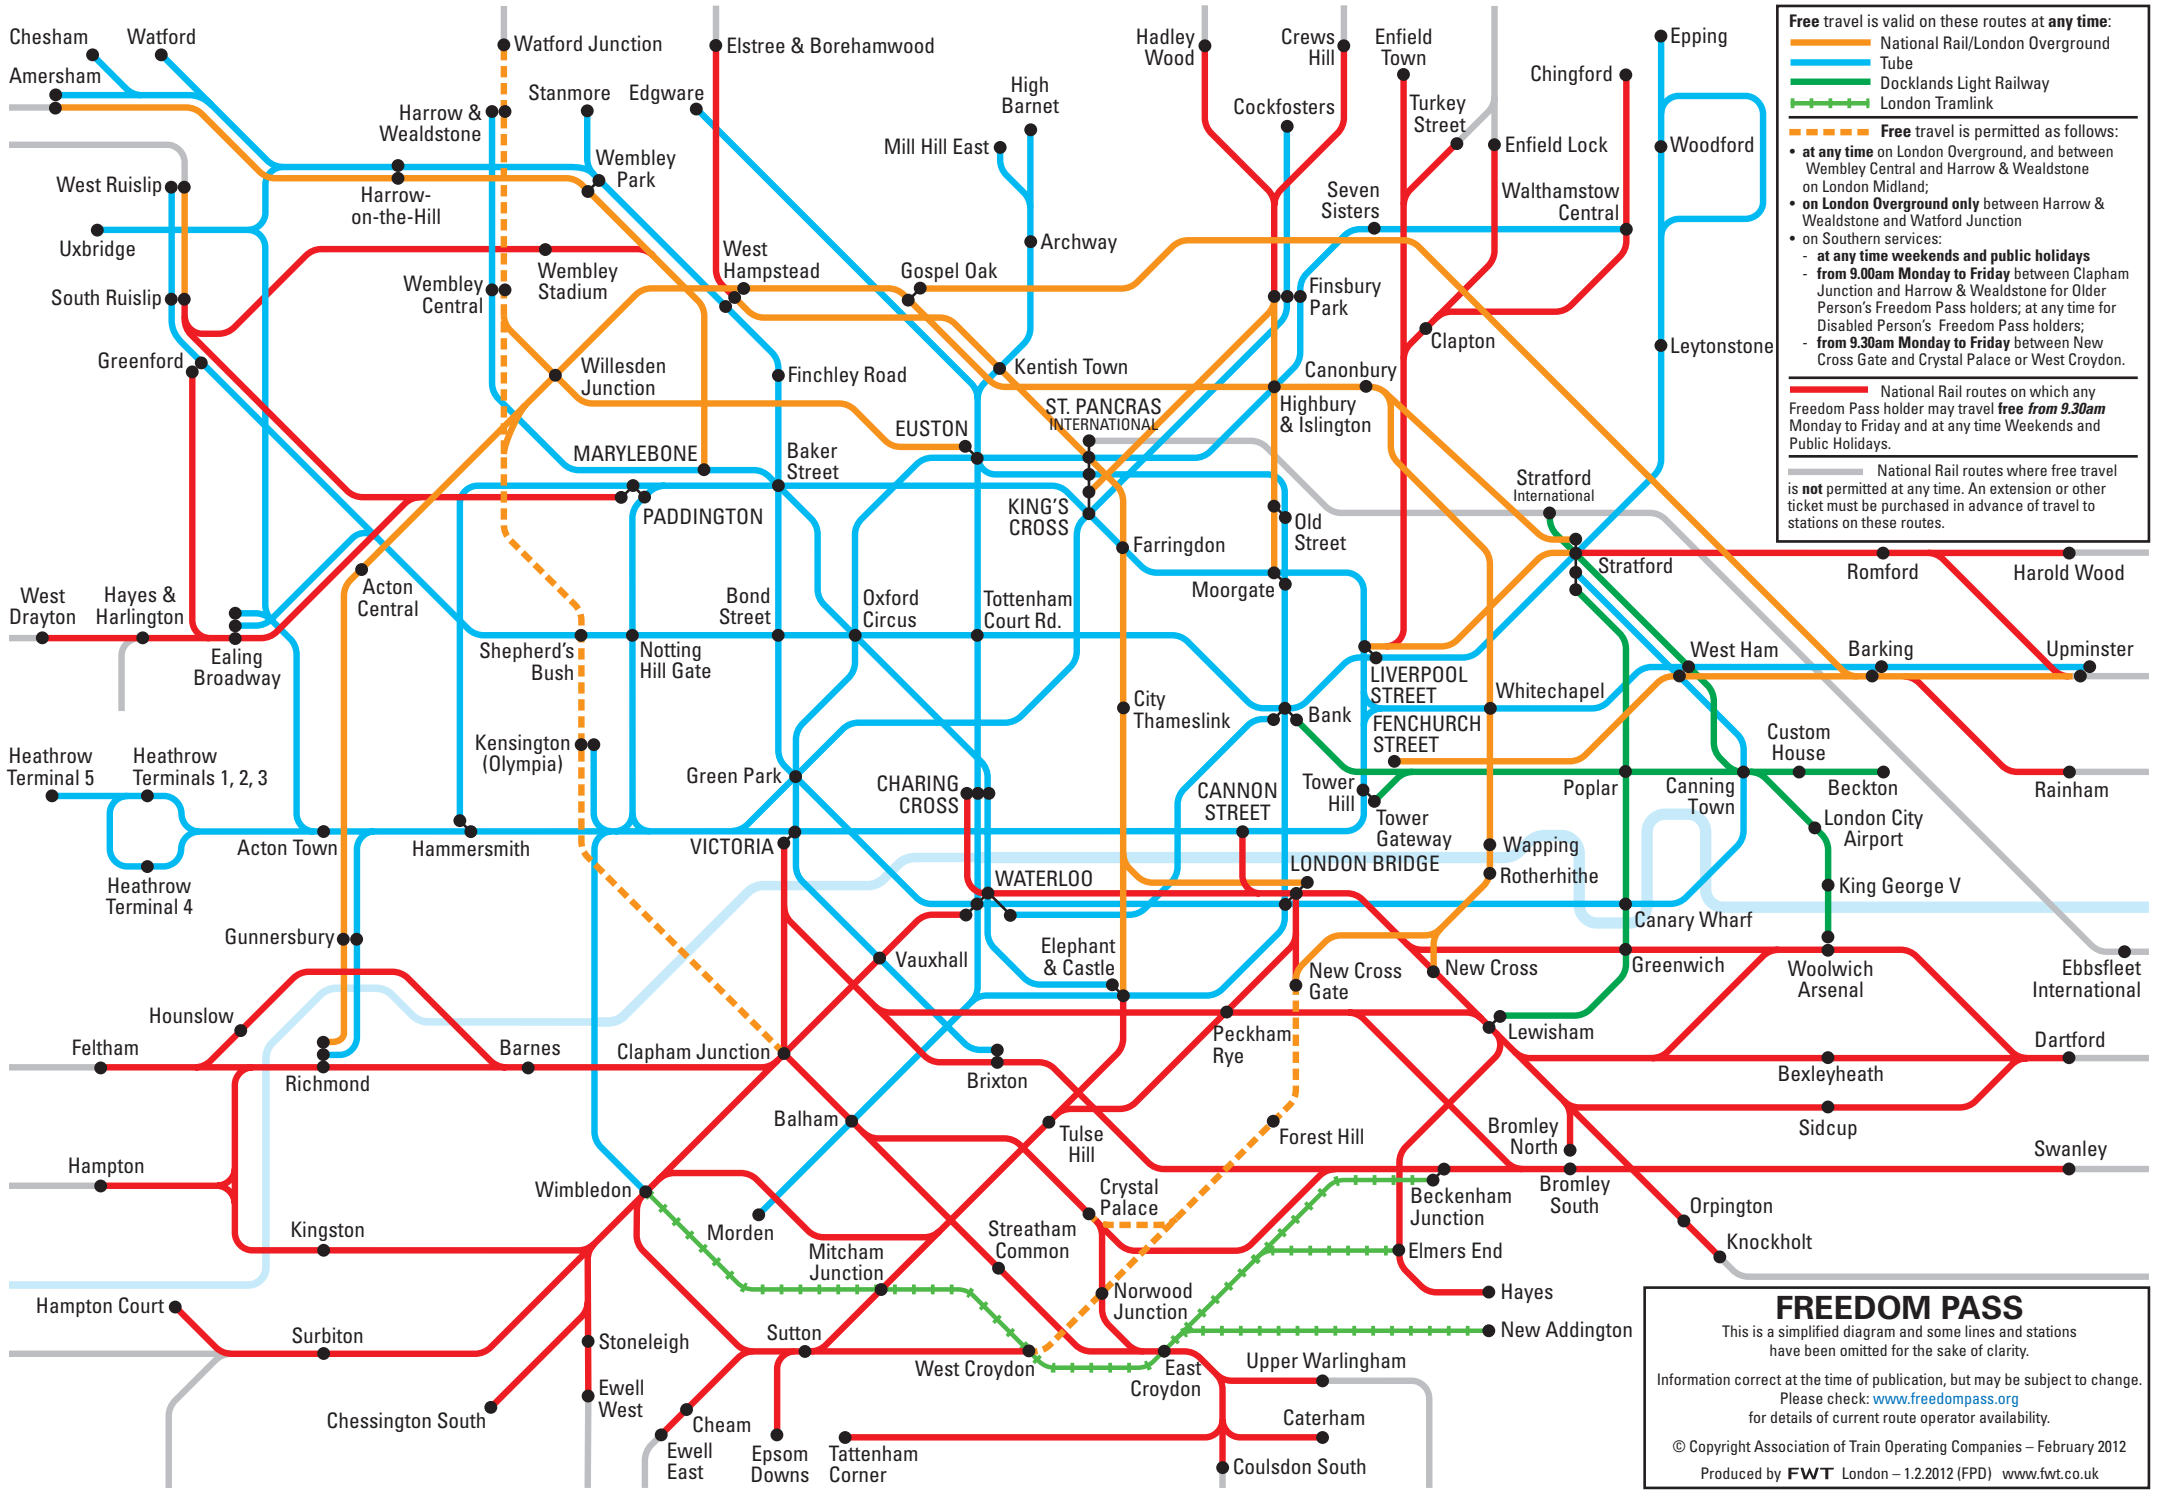 Chesham
Watford
Amersham
Watford Junction
Elstree & Borehamwood
Hadley
Wood
Crews
Hill
Enfield
Town
Epping
Harrow &
Wealdstone
Stanmore
Edgware
High
Barnet
Cockfosters
Turkey
Street
Chingford
Mill Hill East
Enfield Lock
Woodford
West Ruislip
Harrow-
on-the-Hill
Wembley
Park
Seven
Sisters
Walthamstow
Central
Uxbridge
Archway
South Ruislip
Wembley
Central
Wembley
Stadium
West
Hampstead
Gospel Oak
Finsbury
Park
Greenford
Willesden
Junction
Finchley Road
Kentish Town
Canonbury
Clapton
Leytonstone
MARYLEBONE
Baker
Street
EUSTON
ST. PANCRAS
INTERNATIONAL
Highbury
& Islington
PADDINGTON
KING'S
CROSS
Old
Street
Stratford
International
Farringdon
Moorgate
Stratford
Romford
Harold Wood
West
Drayton
Hayes &
Harlington
Ealing
Broadway
Acton
Central
Shepherd's
Bush
Notting
Hill Gate
Bond
Street
Oxford
Circus
Tottenham
Court Rd.
LIVERPOOL
STREET
West Ham
Barking
Upminster
City
Thameslink
Bank
Whitechapel
FENCHURCH
STREET
Heathrow
Terminal 5
Heathrow
Terminals 1, 2, 3
Kensington
(Olympia)
Green Park
CHARING
CROSS
CANNON
STREET
Tower
Hill
Tower
Gateway
Poplar
Canning
Town
Custom
House
Beckton
Rainham
Heathrow
Terminal 4
Acton Town
Hammersmith
VICTORIA
London City
Airport
WATERLOO
LONDON BRIDGE
Wapping
Rotherhithe
King George V
Canary Wharf
Gunnersbury
Vauxhall
Elephant
& Castle
New Cross
Gate
New Cross
Greenwich
Woolwich
Arsenal
Ebbsfleet
International
Hounslow
Feltham
Richmond
Barnes
Clapham Junction
Brixton
Peckham
Rye
Lewisham
Bexleyheath
Dartford
Balham
Tulse
Hill
Forest Hill
Bromley
North
Sidcup
Hampton
Wimbledon
Morden
Crystal
Palace
Beckenham
Junction
Bromley
South
Swanley
Kingston
Mitcham
Junction
Streatham
Common
Elmers End
Orpington
Knockholt
Hampton Court
Surbiton
Stoneleigh
Sutton
Norwood
Junction
Hayes
New Addington
West Croydon
East
Croydon
Upper Warlingham
Chessington South
Ewell
West
Cheam
Ewell
East
Epsom
Downs
Tattenham
Corner
Caterham
Coulsdon South
Free travel is valid on these routes at any time:
National Rail/London Overground
Tube
Docklands Light Railway
London Tramlink
Free travel is permitted as follows:
• at any time on London Overground, and between
Wembley Central and Harrow & Wealdstone
on London Midland;
• on London Overground only between Harrow &
Wealdstone and Watford Junction
• on Southern services:
- at any time weekends and public holidays
- from 9.00am Monday to Friday between Clapham
Junction and Harrow & Wealdstone for Older
Person's Freedom Pass holders; at any time for
Disabled Person's Freedom Pass holders;
- from 9.30am Monday to Friday between New
Cross Gate and Crystal Palace or West Croydon.
National Rail routes on which any
Freedom Pass holder may travel free from 9.30am
Monday to Friday and at any time Weekends and
Public Holidays.
National Rail routes where free travel
is not permitted at any time. An extension or other
ticket must be purchased in advance of travel to
stations on these routes.
FREEDOM PASS
This is a simplified diagram and some lines and stations
have been omitted for the sake of clarity.
Information correct at the time of publication, but may be subject to change.
Please check: www.freedompass.org
for details of current route operator availability.
© Copyright Association of Train Operating Companies – February 2012
Produced by FWT London – 1.2.2012 (FPD) www.fwt.co.uk